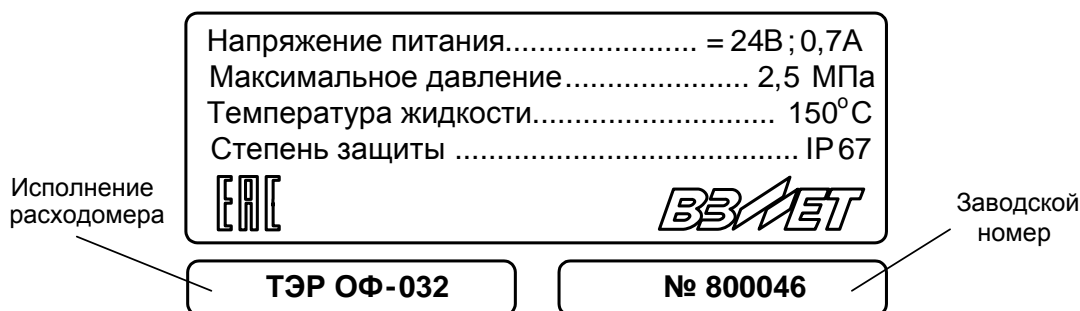 Напряжение питания....................... = 24В ; 0,7А
Максимальное давление...................... 2,5 МПа
Температура жидкости............................. 150°С
Степень защиты ......................................... IP 67
ЕАС
ВЗЛЕТ
Исполнение
расходомера
Заводской
номер
ТЭР ОФ-032
№ 800046